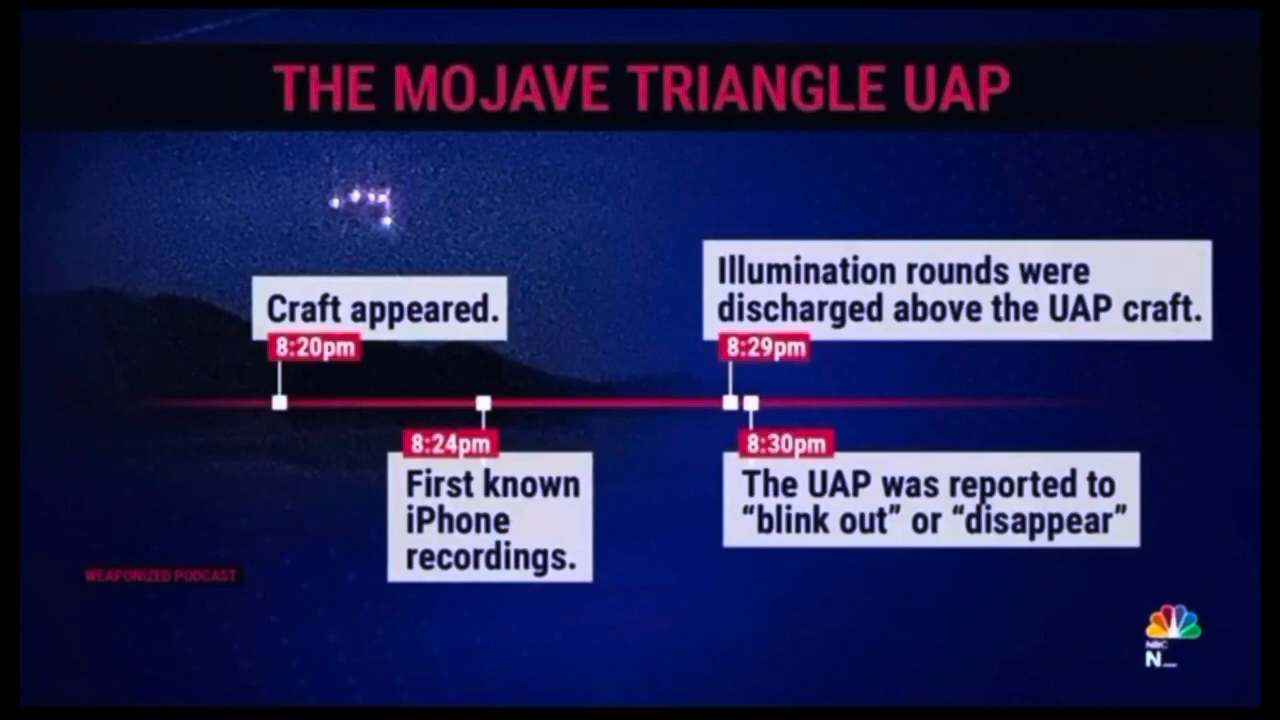 THE MOJAVE TRIANGLE UAP
Craft appeared.
8:20pm
8:24pm
First known
iPhone
recordings.
Illumination rounds were
discharged above the UAP craft.
8:29pm
8:30pm
The UAP was reported to
“blink out” or “disappear”
WEAPONIZED PODCAST
NBC
N